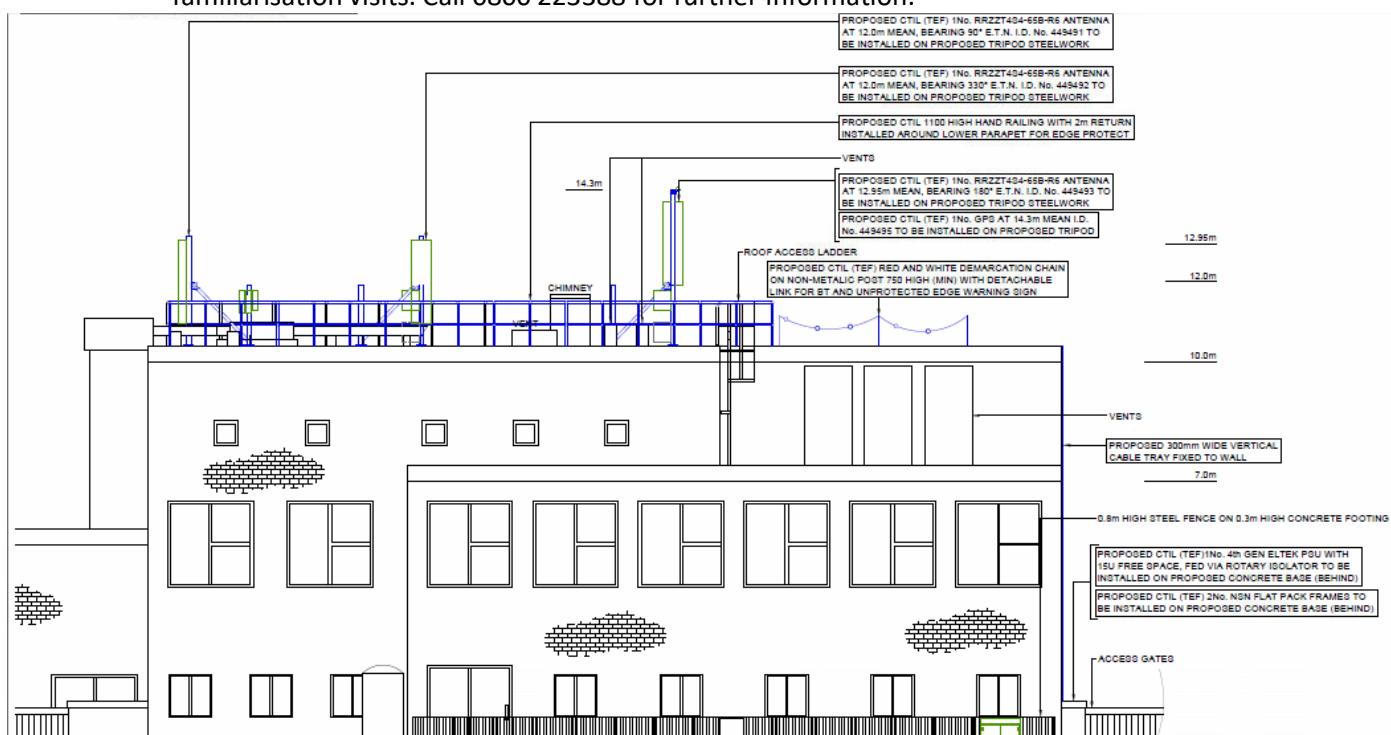 familiarisation visits. Call 0800 223388 for further information.
PROPOSED CTIL (TEF) 1No. RRZZT4S4-65B-R6 ANTENNA
AT 12.0m MEAN, BEARING 90° E.T.N. I.D. No. 449491 TO
BE INSTALLED ON PROPOSED TRIPOD STEELWORK
PROPOSED CTIL (TEF) 1No. RRZZT4S4-65B-R6 ANTENNA
AT 12.0m MEAN, BEARING 330° E.T.N. I.D. No. 449492 TO
BE INSTALLED ON PROPOSED TRIPOD STEELWORK
PROPOSED CTIL 1100 HIGH HAND RAILING WITH 2m RETURN
INSTALLED AROUND LOWER PARAPET FOR EDGE PROTECT
VENTS
14.3m
PROPOSED CTIL (TEF) 1No. RRZZT4S4-65B-R6 ANTENNA
AT 12.95m MEAN, BEARING 180° E.T.N. I.D. No. 449493 TO
BE INSTALLED ON PROPOSED TRIPOD STEELWORK
PROPOSED CTIL (TEF) 1No. GPS AT 14.3m MEAN I.D.
No. 449495 TO BE INSTALLED ON PROPOSED TRIPOD
12.95m
ROOF ACCESS LADDER
PROPOSED CTIL (TEF) RED AND WHITE DEMARCATION CHAIN
ON NON-METALIC POST 750 HIGH (MIN) WITH DETACHABLE
LINK FOR BT AND UNPROTECTED EDGE WARNING SIGN
12.0m
CHIMNEY
VENT
10.0m
VENTS
PROPOSED 300mm WIDE VERTICAL
CABLE TRAY FIXED TO WALL
7.0m
0.8m HIGH STEEL FENCE ON 0.3m HIGH CONCRETE FOOTING
PROPOSED CTIL (TEF)1No. 4th GEN ELTEK PSU WITH
15U FREE SPACE, FED VIA ROTARY ISOLATOR TO BE
INSTALLED ON PROPOSED CONCRETE BASE (BEHIND)
PROPOSED CTIL (TEF) 2No. NSN FLAT PACK FRAMES TO
BE INSTALLED ON PROPOSED CONCRETE BASE (BEHIND)
ACCESS GATES